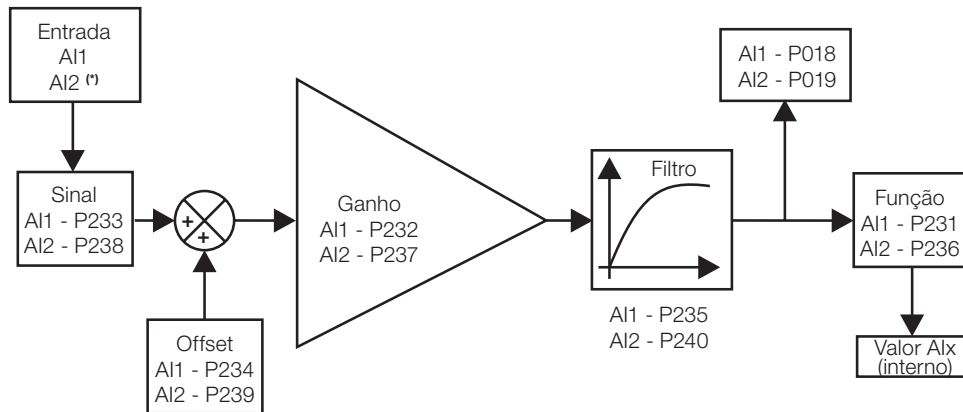 Entrada
AI1
AI2 (*)
Sinal
AI1 - P233
AI2 - P238
+
+
Offset
AI1 - P234
AI2 - P239
Ganho
AI1 - P232
AI2 - P237
Filtro
AI1 - P235
AI2 - P240
AI1 - P018
AI2 - P019
Função
AI1 - P231
AI2 - P236
Valor AIx
(interno)